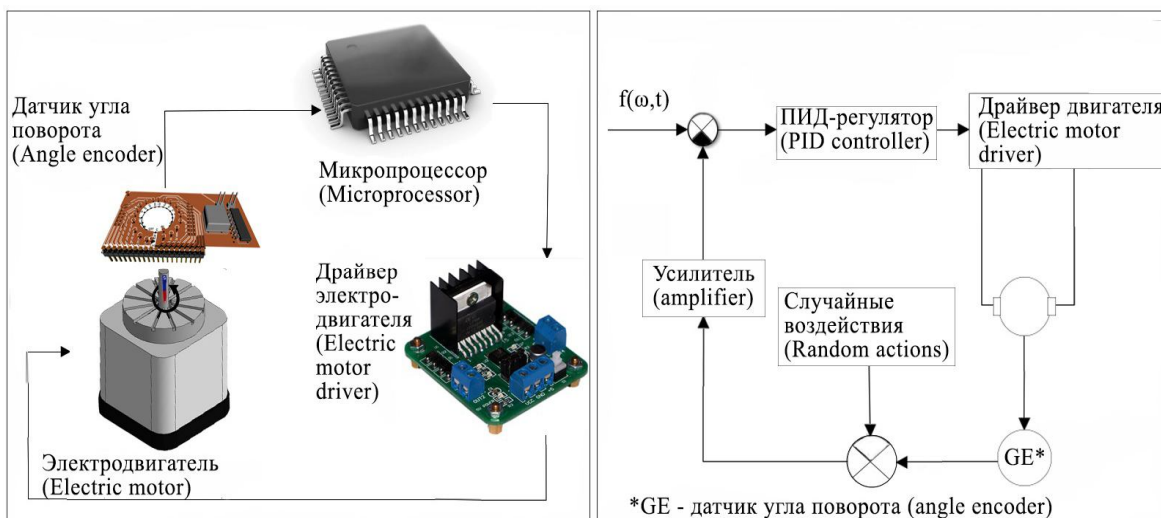 Датчик угла
поворота
(Angle encoder)
Микропроцессор
(Microprocessor)
Драйвер
электро-
двигателя
(Electric
motor
driver)
Электродвигатель
(Electric motor)
f(ω,t)
ПИД-регулятор
(PID controller)
Драйвер двигателя
(Electric motor
driver)
Усилитель
(amplifier)
Случайные
воздействия
(Random actions)
GE*
*GE - датчик угла поворота (angle encoder)